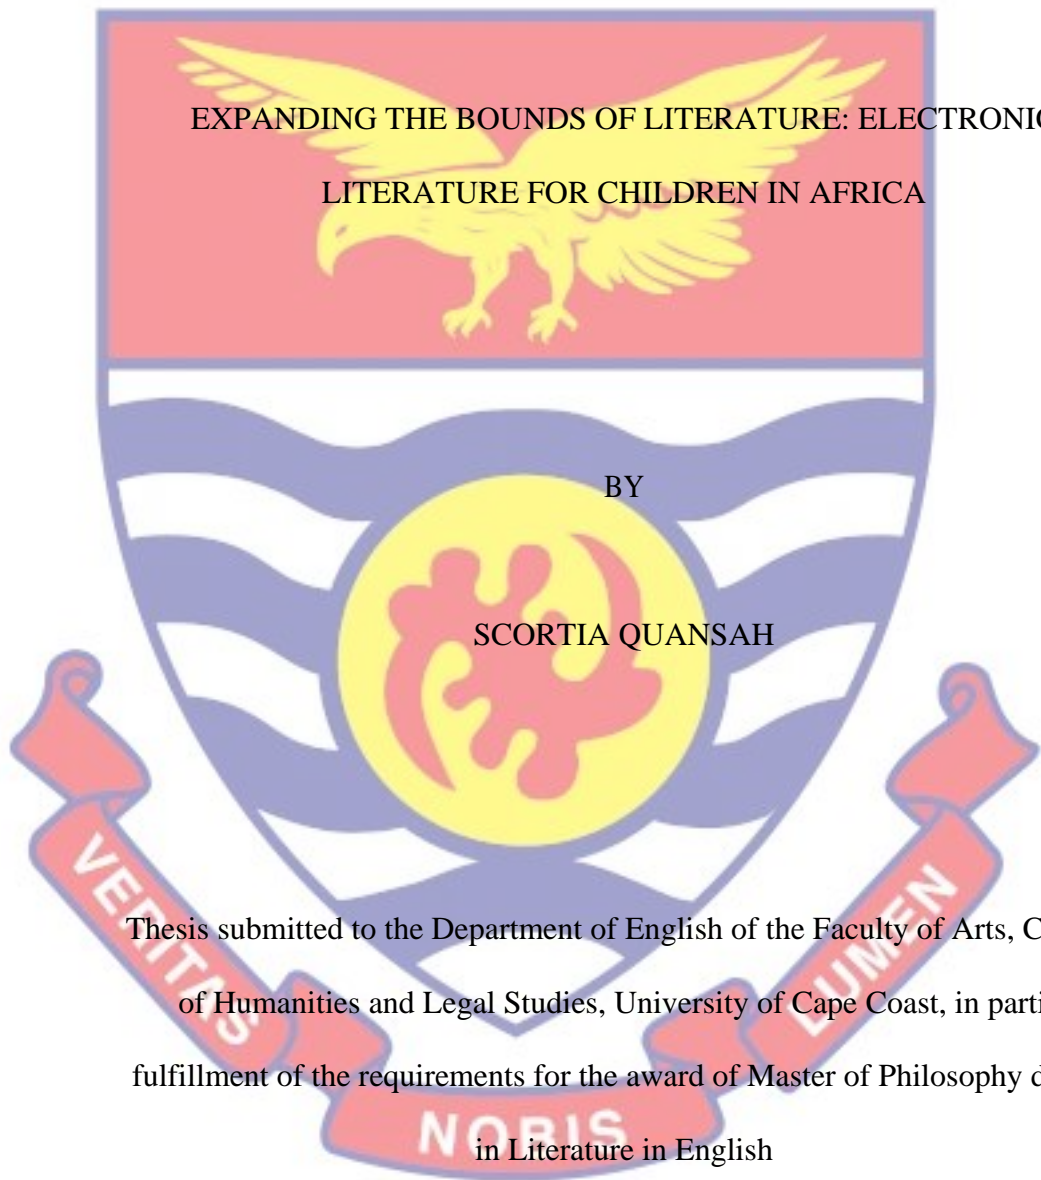 EXPANDING THE BOUNDS OF LITERATURE: ELECTRONIC
LITERATURE FOR CHILDREN IN AFRICA
BY
SCORTIA QUANSAH
Thesis submitted to the Department of English of the Faculty of Arts, C
of Humanities and Legal Studies, University of Cape Coast, in parti
fulfillment of the requirements for the award of Master of Philosophy d
in Literature in English
VERITAS
NOBIS
LUMEN